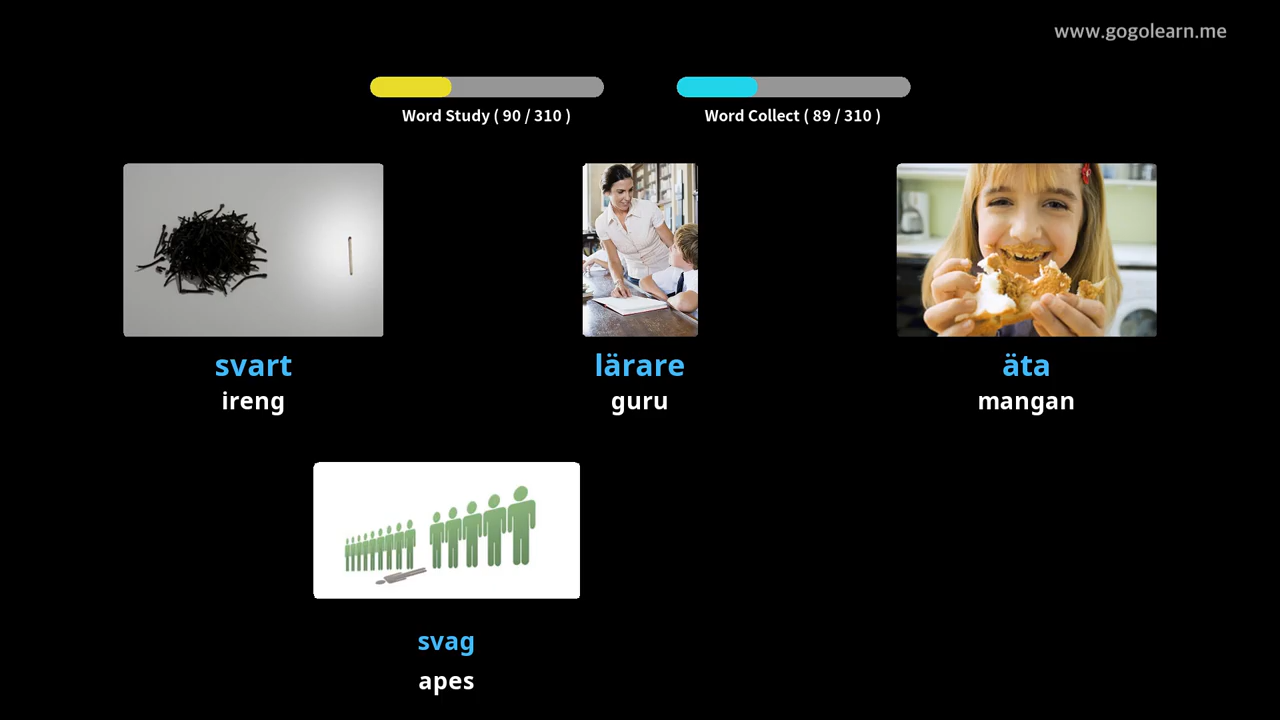 www.gogolearn.me
Word Study ( 90 / 310 )
Word Collect ( 89 / 310 )
svart
ireng
lärare
guru
äta
mangan
svag
apes